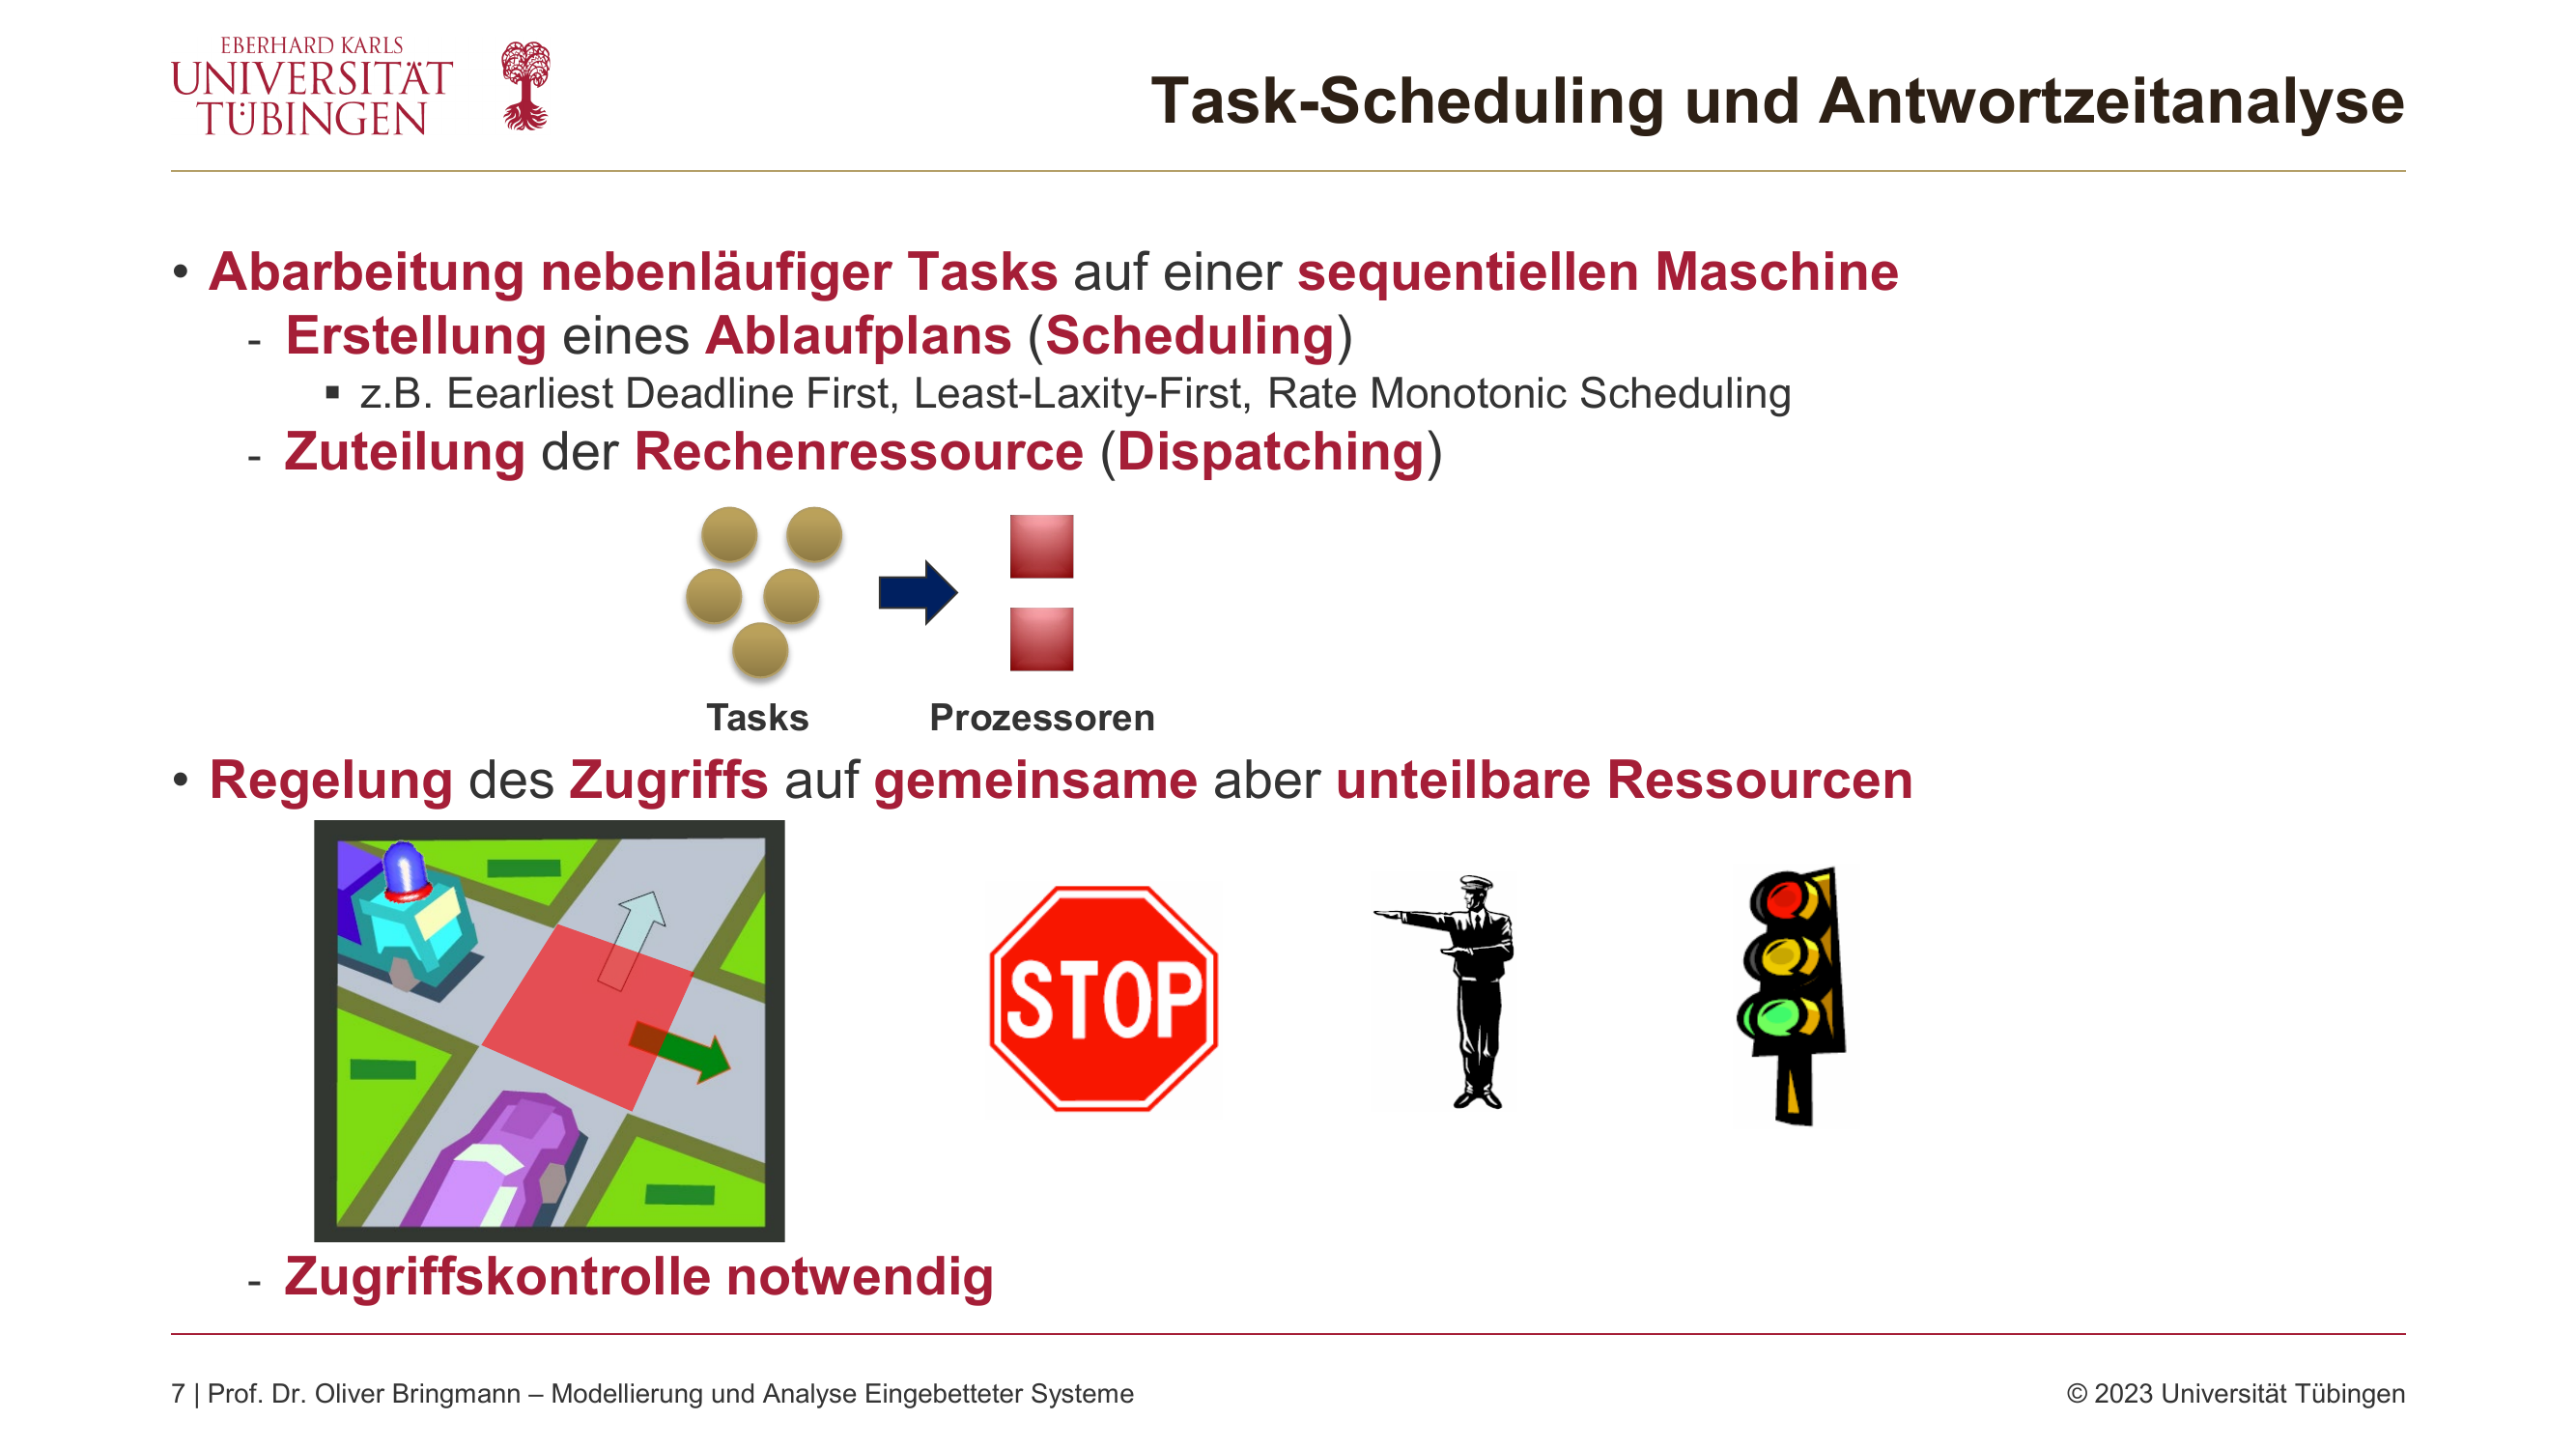 EBERHARD KARLS
UNIVERSITÄT
TÜBINGEN
Task-Scheduling und Antwortzeitanalyse
• Abarbeitung nebenläufiger Tasks auf einer sequentiellen Maschine
- Erstellung eines Ablaufplans (Scheduling)
▪ z.B. Eearliest Deadline First, Least-Laxity-First, Rate Monotonic Scheduling
- Zuteilung der Rechenressource (Dispatching)
Tasks Prozessoren
• Regelung des Zugriffs auf gemeinsame aber unteilbare Ressourcen
STOP
- Zugriffskontrolle notwendig
7 | Prof. Dr. Oliver Bringmann – Modellierung und Analyse Eingebetteter Systeme © 2023 Universität Tübingen